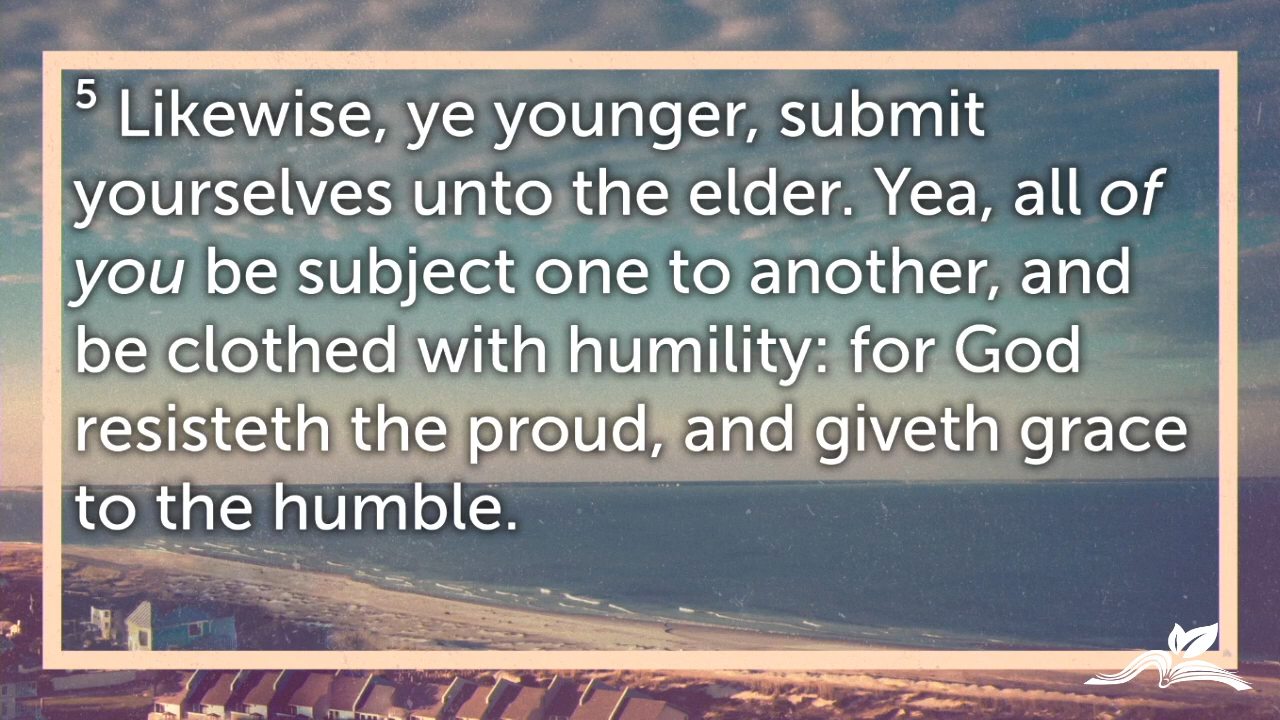 5 Likewise, ye younger, submit
yourselves unto the elder. Yea, all of
you be subject one to another, and
be clothed with humility: for God
resisteth the proud, and giveth grace
to the humble.